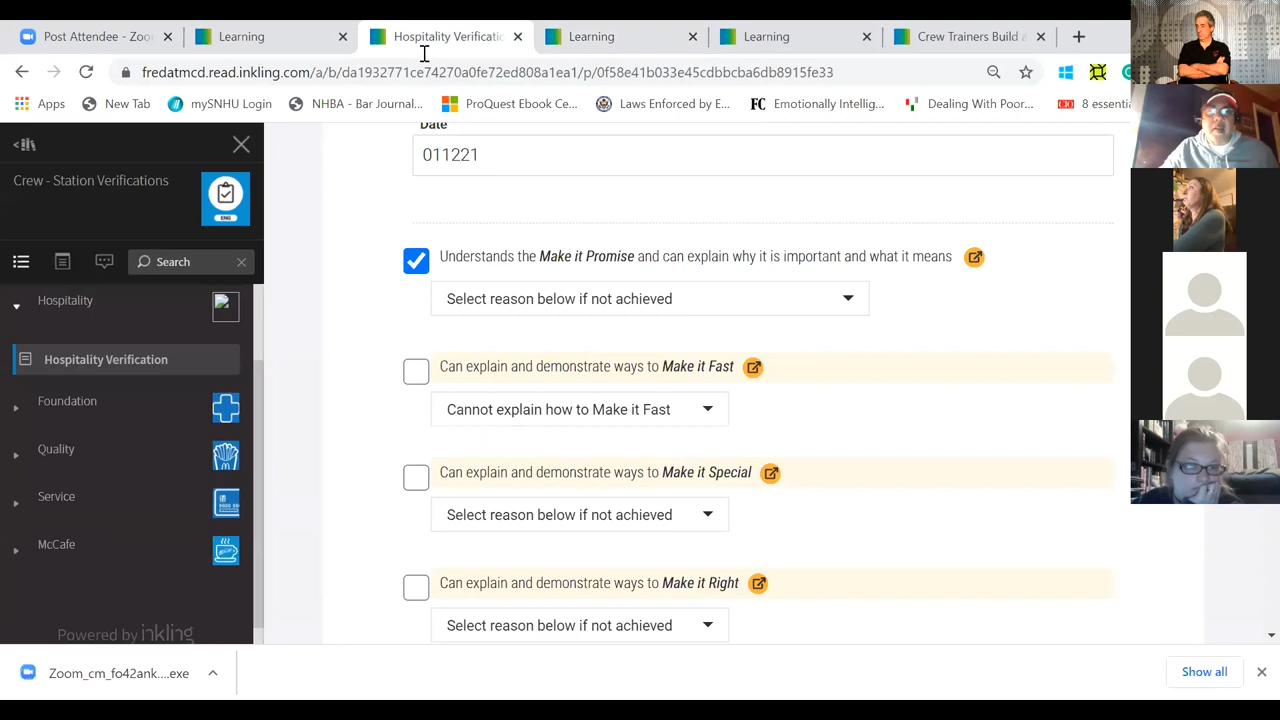 Post Attendee - Zoo
Learning
Hospitality Verificatio
Learning
Learning
Crew Trainers Build a
fredatmcd.read.inkling.com/a/b/da1932771ce74270a0fe72ed808a1ea1/p/0f58e41b033e45cdbbcba6db8915fe33
Apps
New Tab
mySNHU Login
NHBA - Bar Journal...
ProQuest Ebook Ce...
Laws Enforced by E...
FC
Emotionally Intellig...
Dealing With Poor...
CIO
8 essenti
Crew - Station Verifications
ENG
Search
Hospitality
Hospitality Verification
Foundation
Quality
Service
McCafe
Powered by inkling
Date
011221
Understands the Make it Promise and can explain why it is important and what it means
Select reason below if not achieved
Can explain and demonstrate ways to Make it Fast
Cannot explain how to Make it Fast
Can explain and demonstrate ways to Make it Special
Select reason below if not achieved
Can explain and demonstrate ways to Make it Right
Select reason below if not achieved
Zoom_cm_fo42ank....exe
Show all